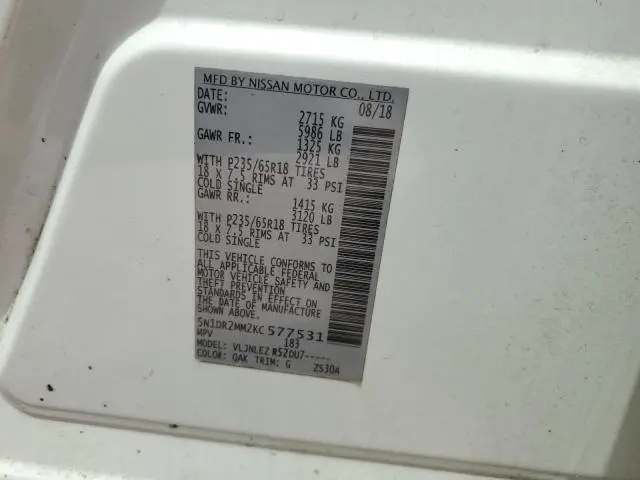 MFD BY NISSAN MOTOR CO., LTD.
DATE: 08/18
GVWR: 2715 KG
5986 LB
GAWR FR.: 1325 KG
2921 LB
WITH P235/65R18 TIRES
18 X 7.5 RIMS AT 33 PSI
COLD SINGLE
GAWR RR.: 1415 KG
3120 LB
WITH P235/65R18 TIRES
18 X 7.5 RIMS AT 33 PSI
COLD SINGLE
THIS VEHICLE CONFORMS TO
ALL APPLICABLE FEDERAL
MOTOR VEHICLE SAFETY AND
THEFT PREVENTION
STANDARDS IN EFFECT ON
THE DATE OF MANUFACTURE
SHOWN ABOVE.
5N1DR2MM2KC577531
MPV 183
MODEL: VLJNLEZ R52DU7-----
COLOR: QAK TRIM: G ZS30A